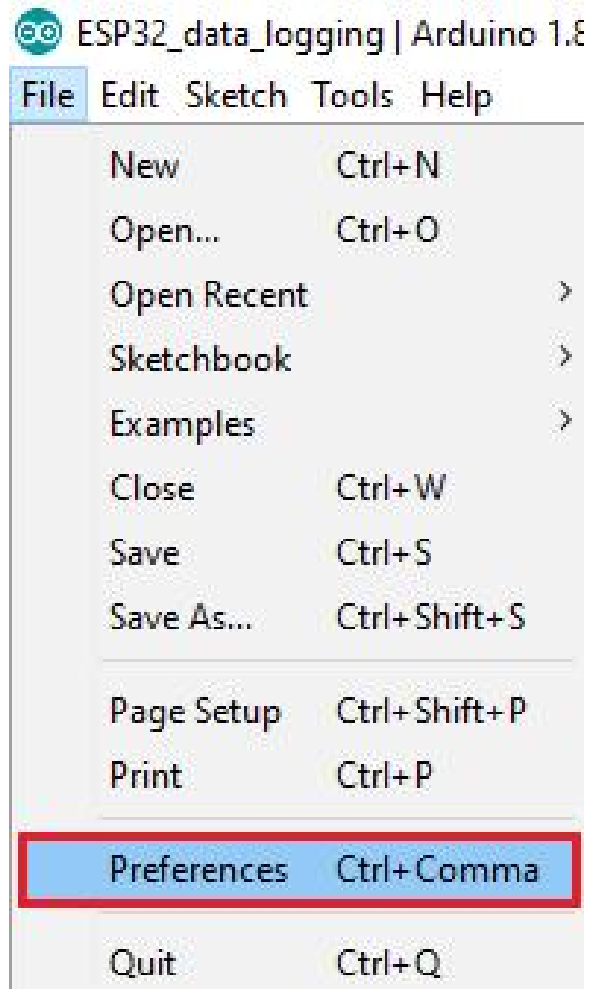 ESP32_data_logging | Arduino 1.8
File Edit Sketch Tools Help
New Ctrl+N
Open... Ctrl+O
Open Recent >
Sketchbook >
Examples >
Close Ctrl+W
Save Ctrl+S
Save As... Ctrl+Shift+S
Page Setup Ctrl+Shift+P
Print Ctrl+P
Preferences Ctrl+Comma
Quit Ctrl+Q